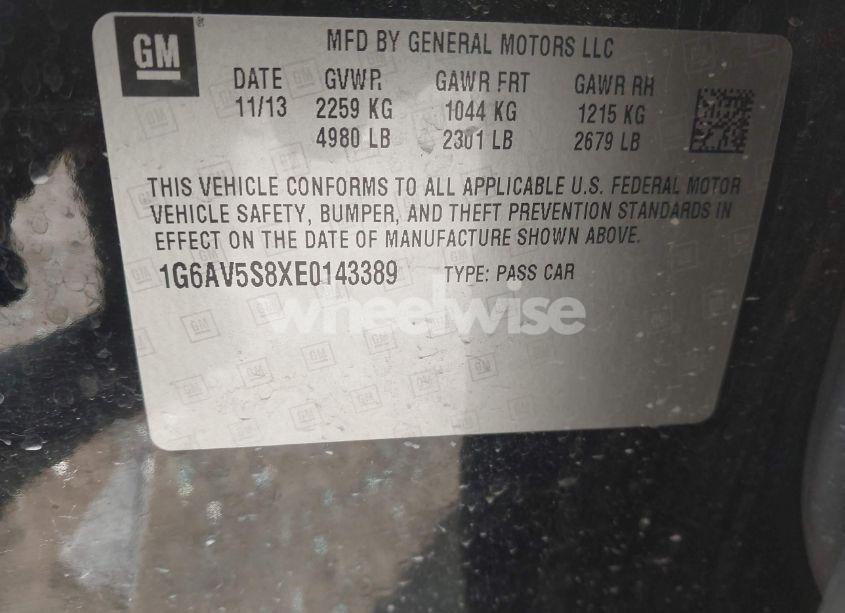 GM
MFD BY GENERAL MOTORS LLC
DATE GVWR GAWR FRT GAWR RH
11/13 2259 KG 1044 KG 1215 KG
4980 LB 2301 LB 2679 LB
THIS VEHICLE CONFORMS TO ALL APPLICABLE U.S. FEDERAL MOTOR
VEHICLE SAFETY, BUMPER, AND THEFT PREVENTION STANDARDS IN
EFFECT ON THE DATE OF MANUFACTURE SHOWN ABOVE.
1G6AV5S8XE0143389 TYPE: PASS CAR
wheelwise